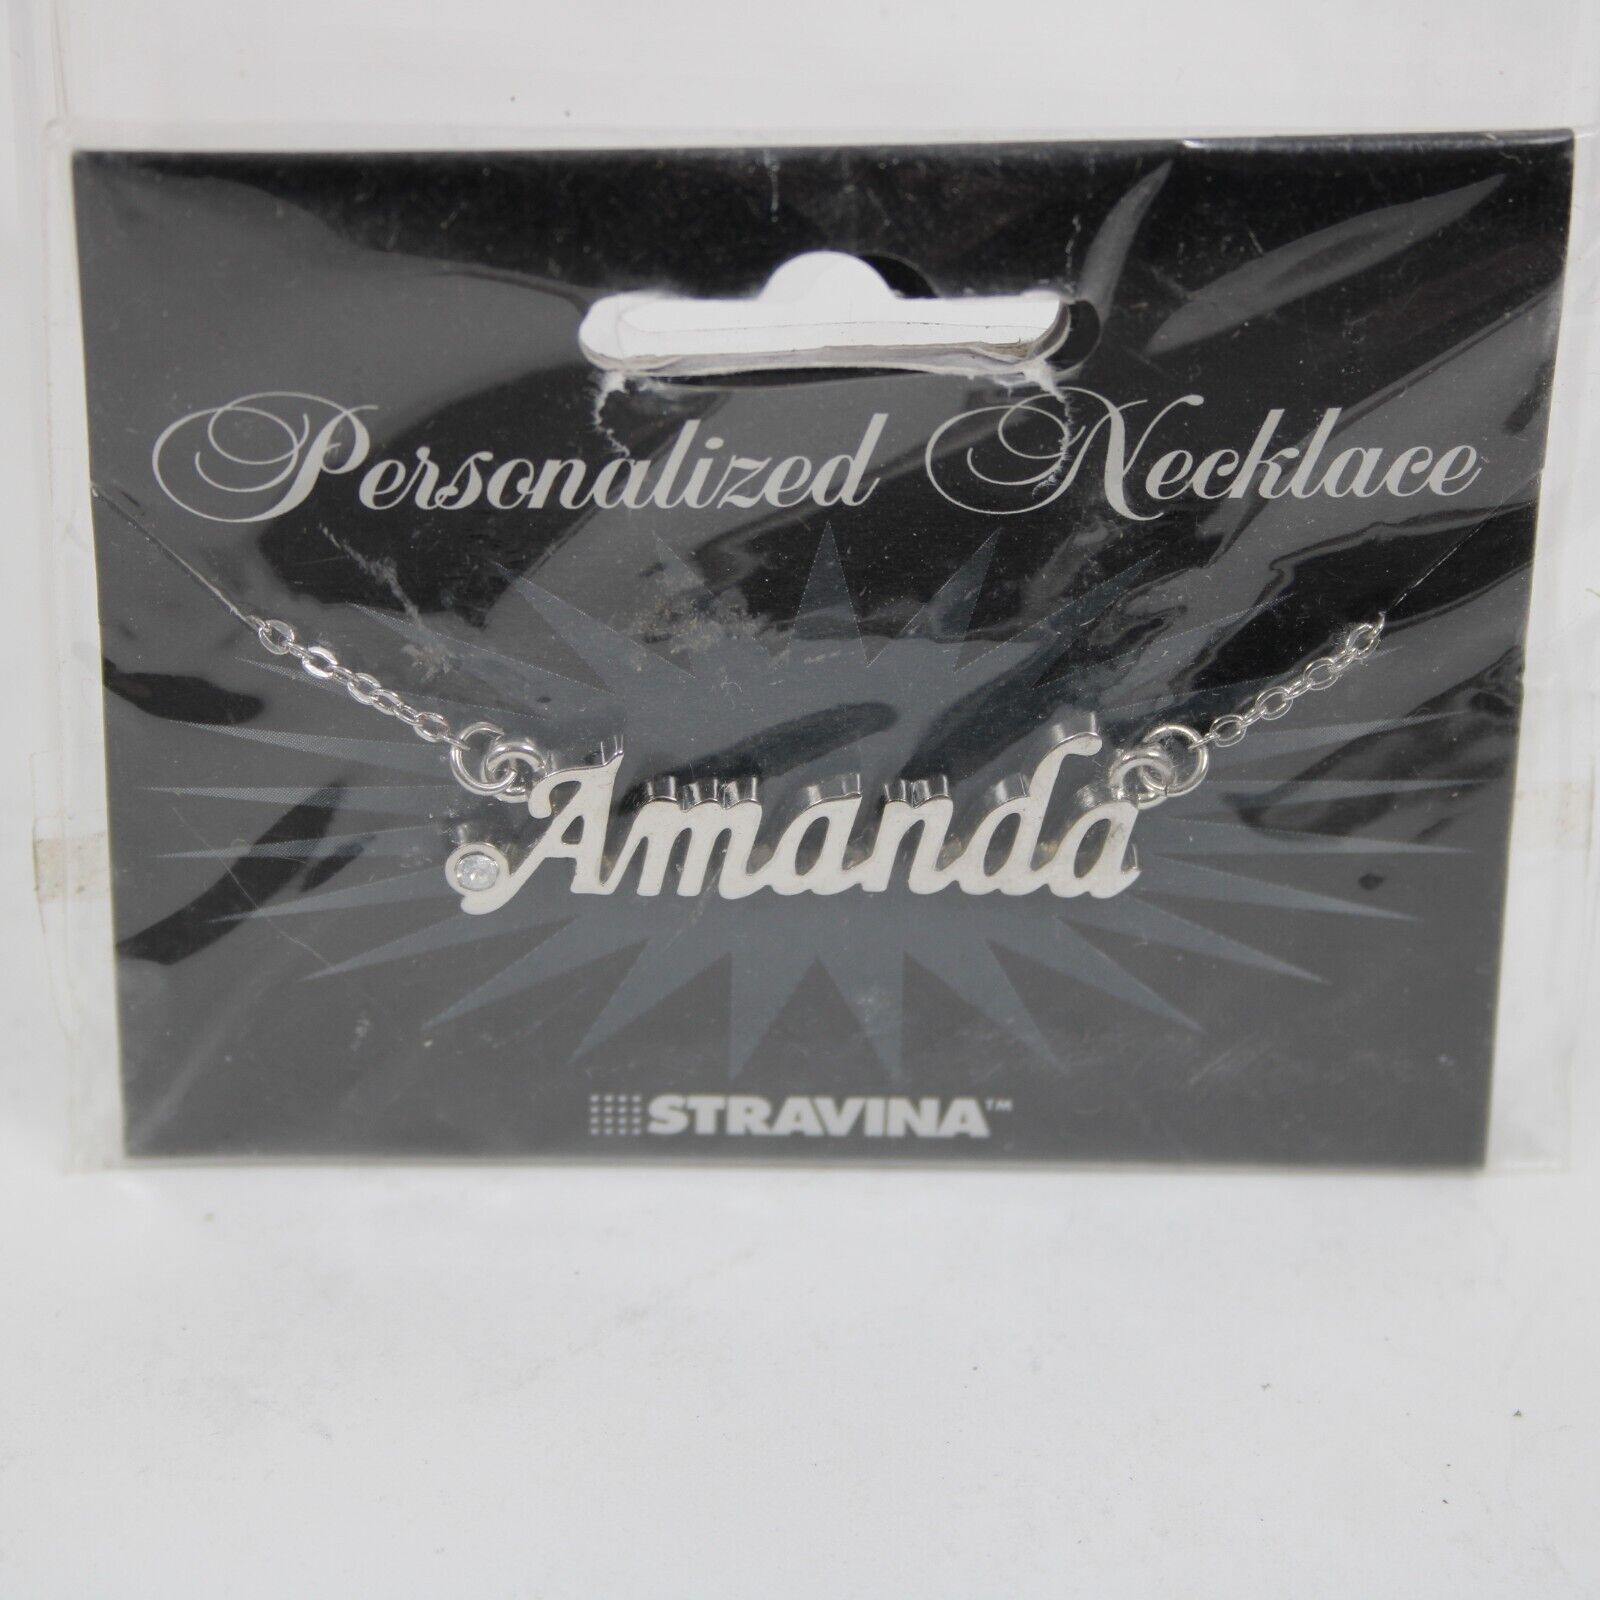 Personalized Necklace
Amanda
STRAVINA™